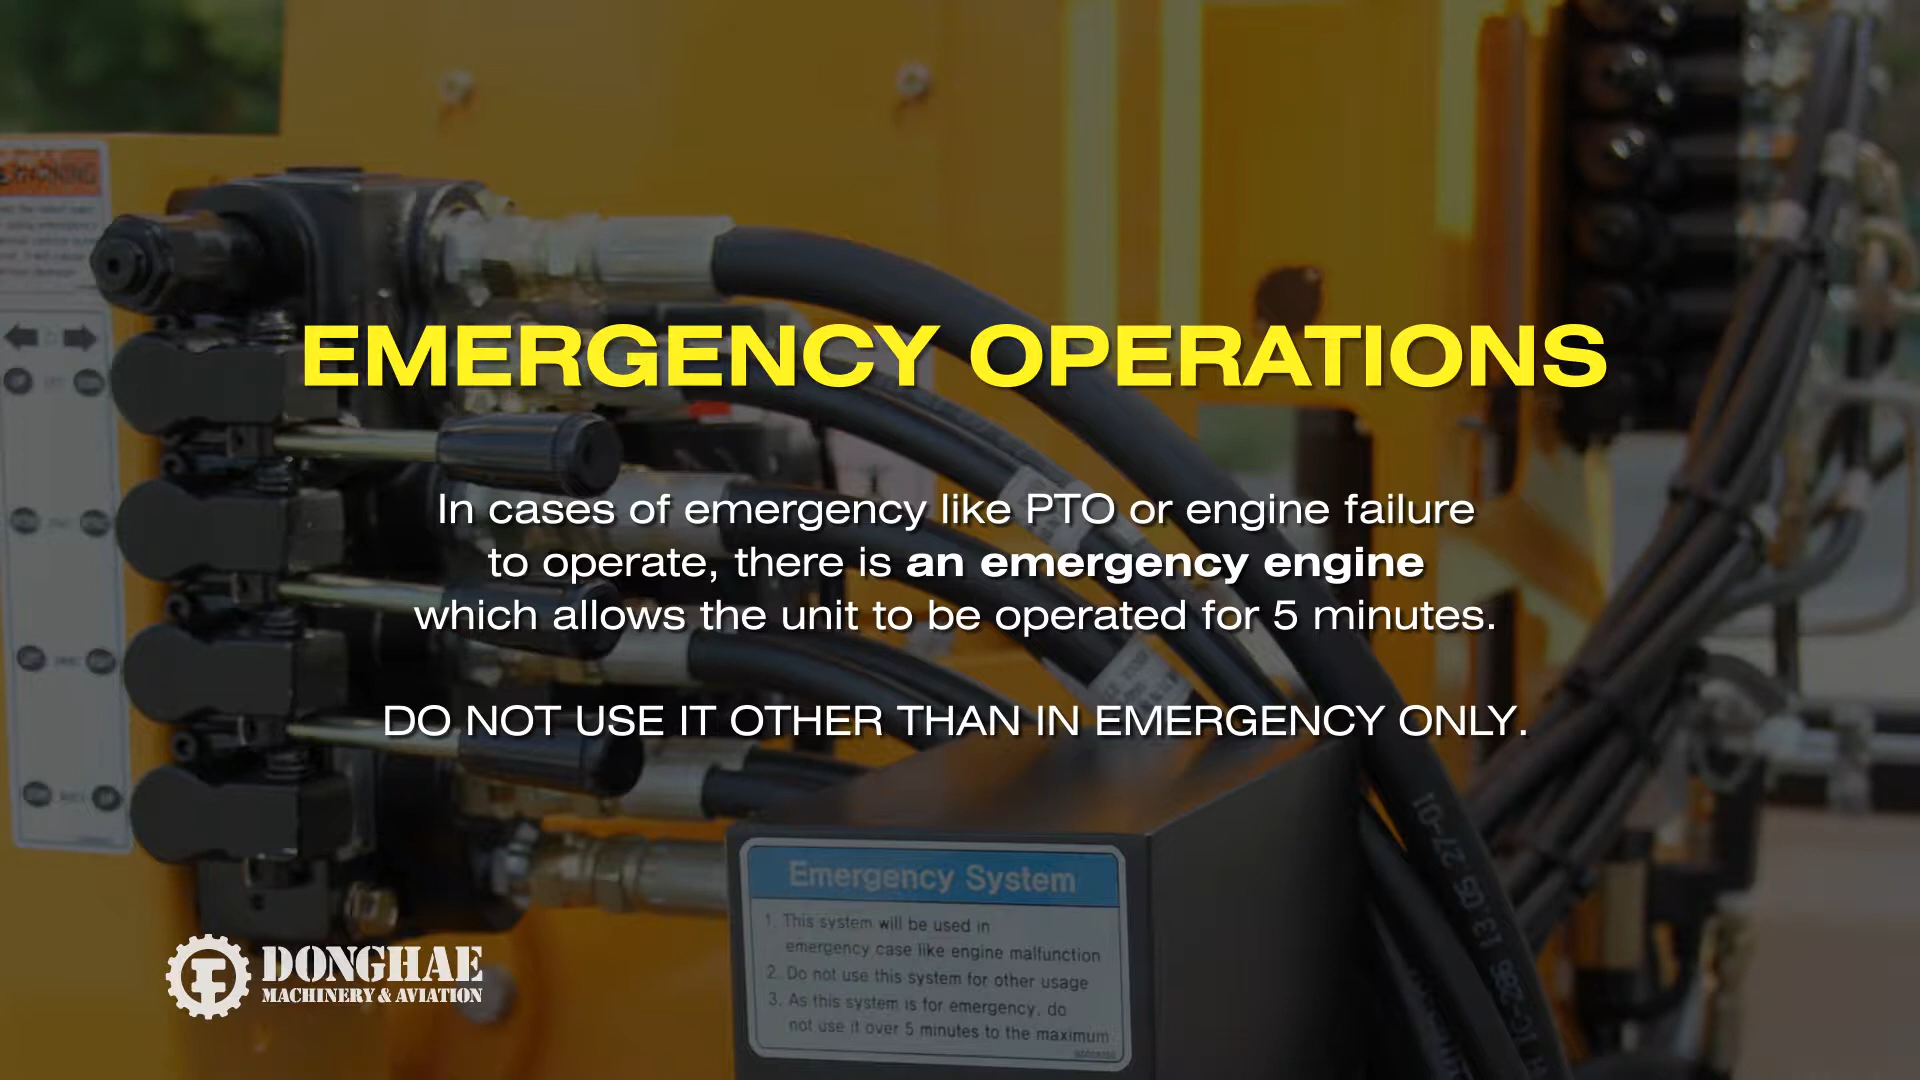 EMERGENCY OPERATIONS
In cases of emergency like PTO or engine failure
to operate, there is an emergency engine
which allows the unit to be operated for 5 minutes.
DO NOT USE IT OTHER THAN IN EMERGENCY ONLY.
Emergency System
1. This system will be used in
emergency case like engine malfunction
2. Do not use this system for other usage
3. As this system is for emergency, do
not use it over 5 minutes to the maximum
DONGHAE
MACHINERY & AVIATION